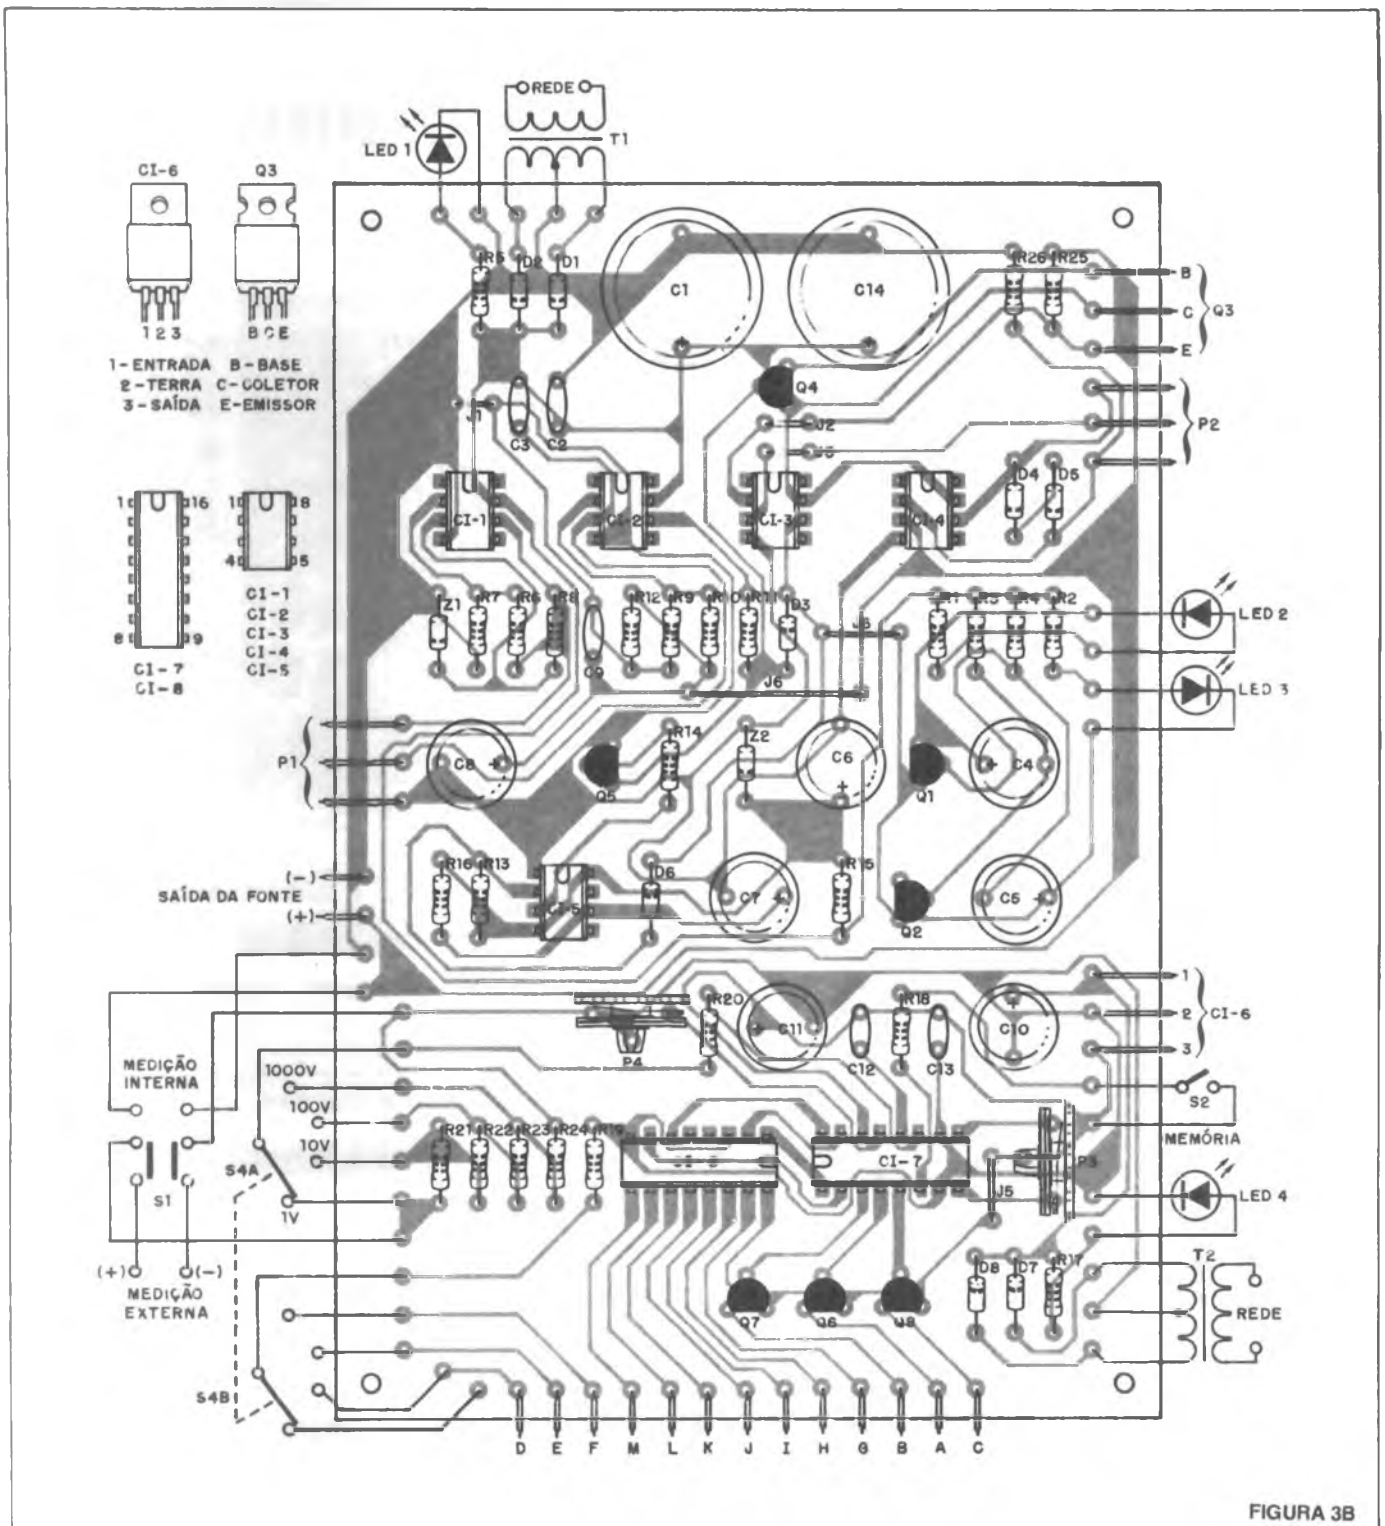 REDE
T1
LED 1
CI-6
Q3
1 2 3
B C E
1-ENTRADA B-BASE
2-TERRA C-COLETOR
3-SAÍDA E-EMISSOR
R5
D2
D1
C1
C14
R26
R25
B
C
E
Q3
Q4
P2
J1
C3
C2
J2
1
16
8
9
CI-7
CI-8
1
8
4
5
CI-1
CI-2
CI-3
CI-4
CI-5
CI-1
CI-2
CI-3
CI-4
D4
D5
Z1
R7
R6
R8
R12
R9
R10
R11
D3
C9
R2
LED 2
LED 3
J6
P1
C8
Q5
R14
Z2
C6
Q1
C4
(-)
SAÍDA DA FONTE
(+)
R16
R13
CI-5
D6
C7
R15
Q2
C5
R20
P4
C11
C12
R18
C13
C10
1
2
3
CI-6
S2
MEMÓRIA
MEDIÇÃO
INTERNA
1000V
100V
10V
1V
S4A
S1
(+)
(-)
MEDIÇÃO
EXTERNA
R21
R22
R23
R24
R19
CI-7
J5
P3
LED 4
Q7
Q6
Q8
D8
D7
R17
T2
REDE
S4B
D E F M L K J I H G B A C
FIGURA 3B